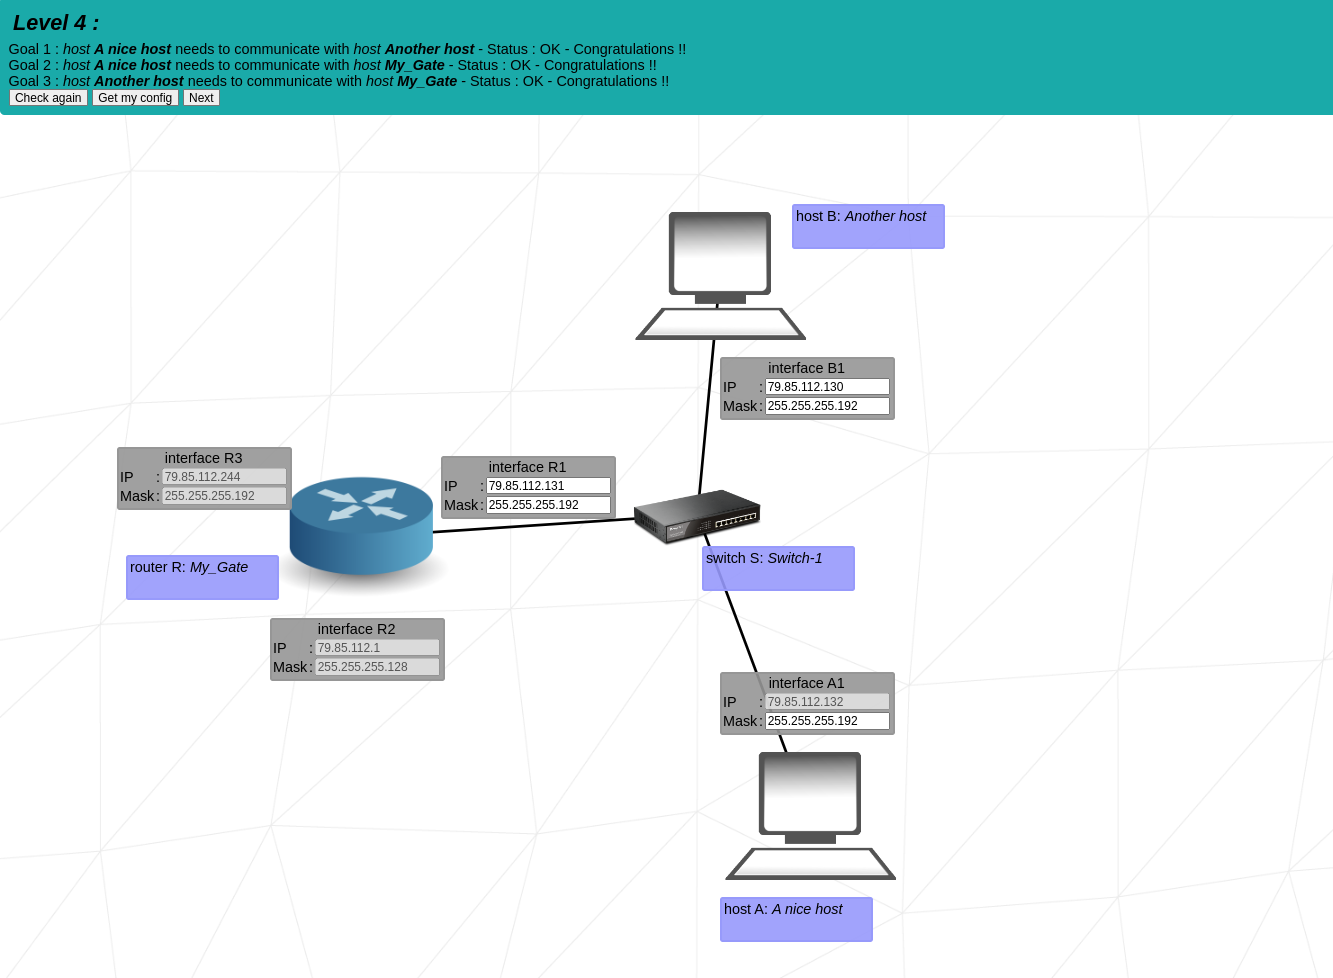 Level 4 :
Goal 1 : host A nice host needs to communicate with host Another host - Status : OK - Congratulations !!
Goal 2 : host A nice host needs to communicate with host My_Gate - Status : OK - Congratulations !!
Goal 3 : host Another host needs to communicate with host My_Gate - Status : OK - Congratulations !!
Check again Get my config Next
host B: Another host
interface B1
IP : 79.85.112.130
Mask : 255.255.255.192
interface R3
IP : 79.85.112.244
Mask : 255.255.255.192
interface R1
IP : 79.85.112.131
Mask : 255.255.255.192
switch S: Switch-1
router R: My_Gate
interface R2
IP : 79.85.112.1
Mask : 255.255.255.128
interface A1
IP : 79.85.112.132
Mask : 255.255.255.192
host A: A nice host